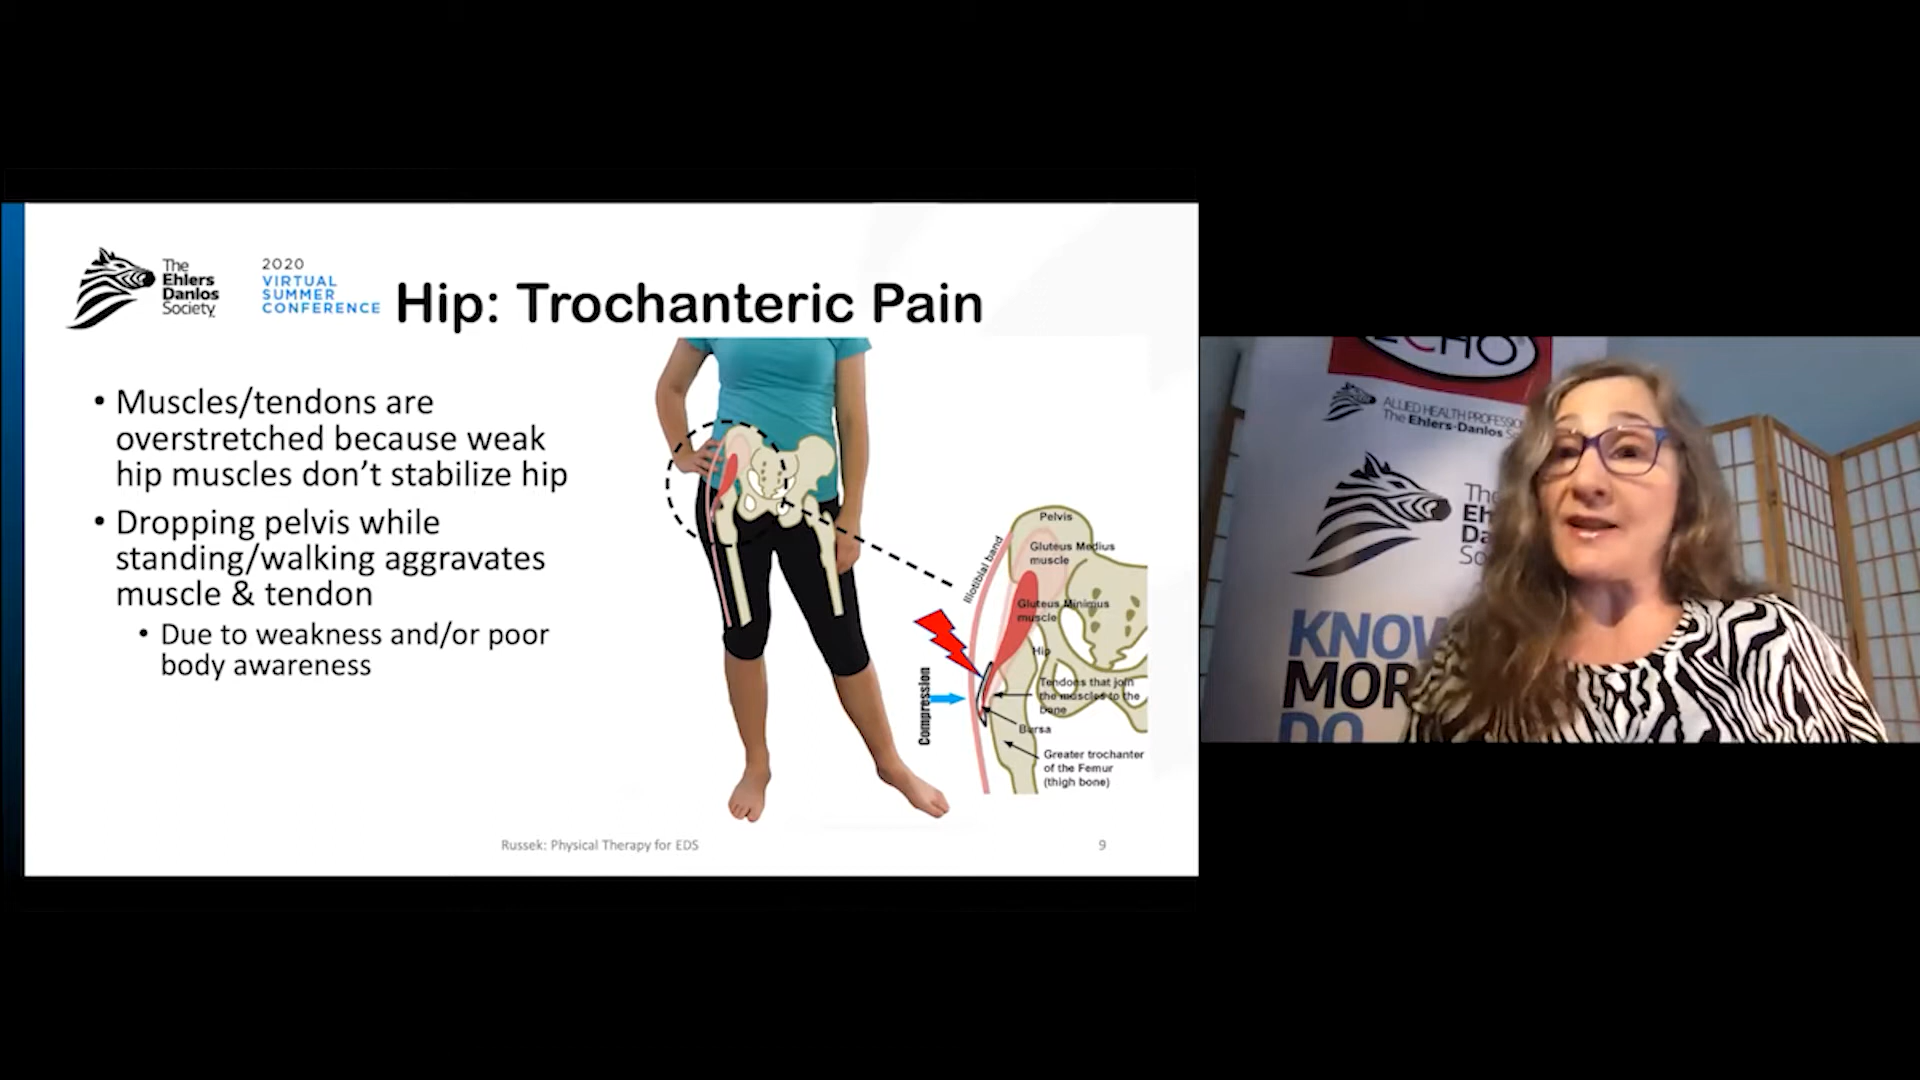 The
Ehlers
Danlos
Society
2020
VIRTUAL
SUMMER
CONFERENCE
Hip: Trochanteric Pain
• Muscles/tendons are
overstretched because weak
hip muscles don't stabilize hip
• Dropping pelvis while
standing/walking aggravates
muscle & tendon
• Due to weakness and/or poor
body awareness
Pelvis
Gluteus Medius
muscle
Iliotibial band
Gluteus Minimus
muscle
Hip
Compression
Tendons that join
the muscles to the
bone
Bursa
Greater trochanter
of the Femur
(thigh bone)
Russek: Physical Therapy for EDS
9
ECHO
ALLIED HEALTH
The Ehlers-Danlos
KNOW
MOR
DO